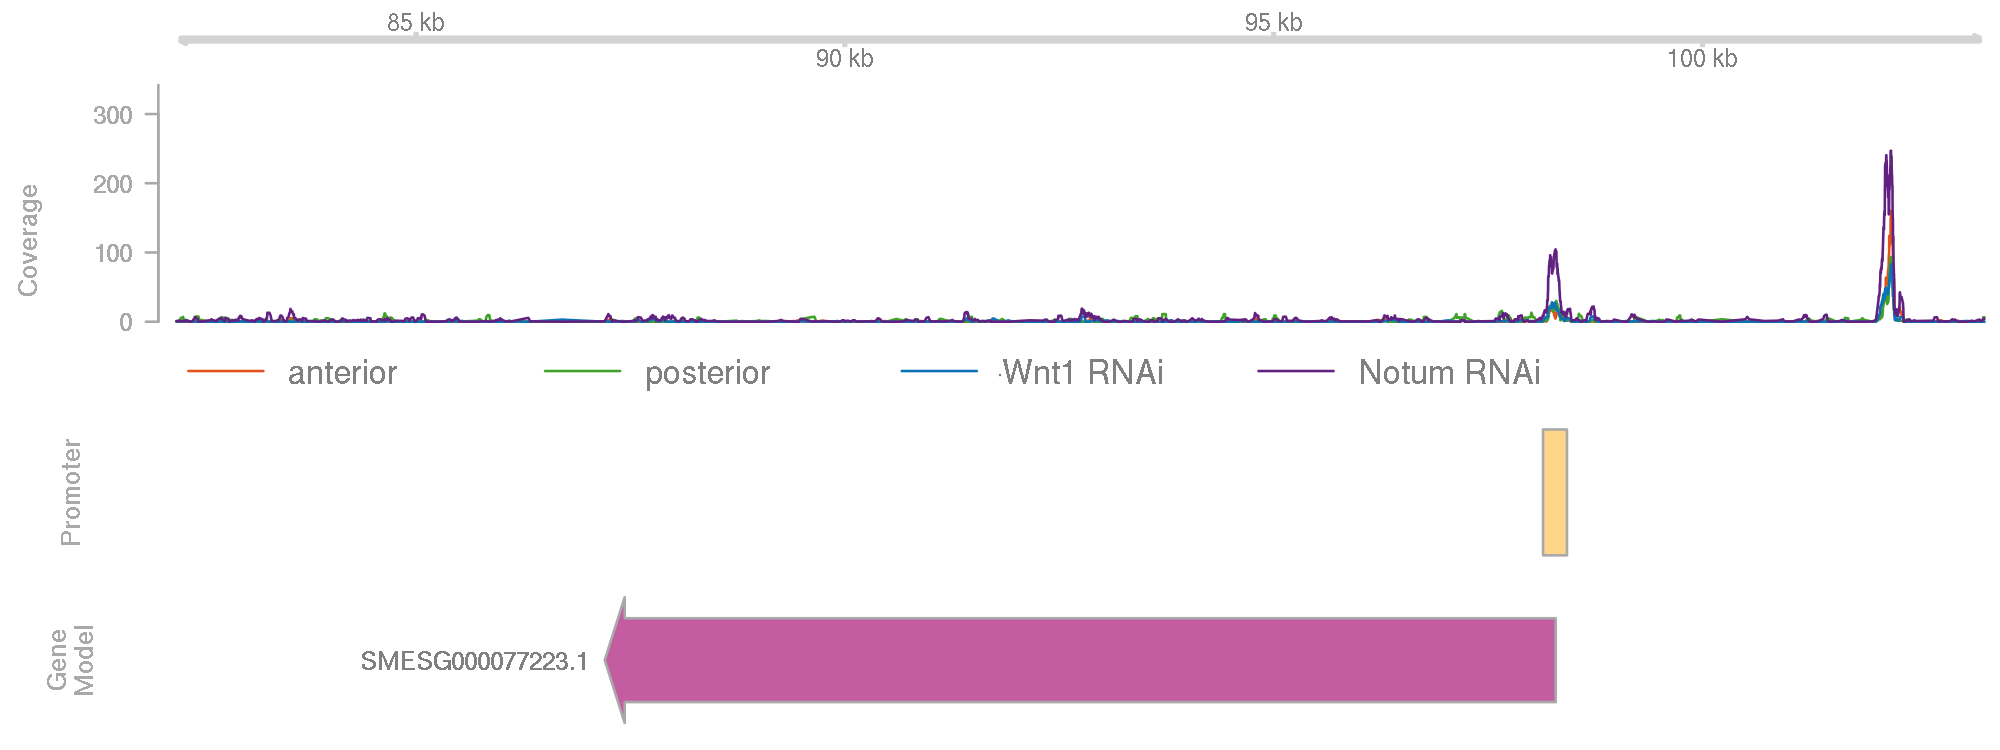 85 kb
95 kb
90 kb
100 kb
Coverage
300
200
100
0
anterior
posterior
Wnt1 RNAi
Notum RNAi
Promoter
Gene
Model
SMESG000077223.1